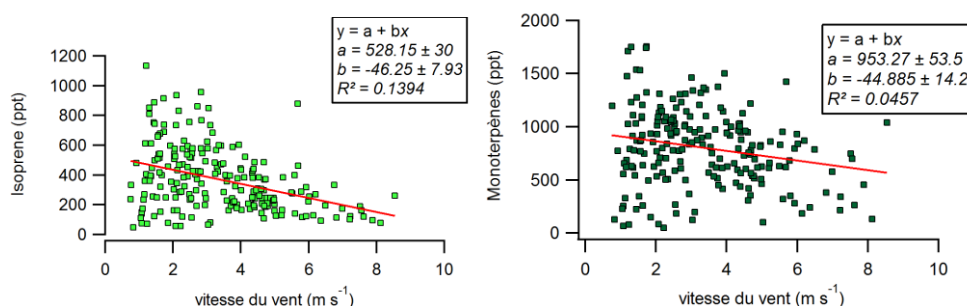 y = a + bx
a = 528.15 ± 30
b = -46.25 ± 7.93
R² = 0.1394
Isoprene (ppt)
1200
1000
800
600
400
200
0
0 2 4 6 8 10
vitesse du vent (m s⁻¹)
y = a + bx
a = 953.27 ± 53.5
b = -44.885 ± 14.2
R² = 0.0457
Monoterpènes (ppt)
2000
1500
1000
500
0
0 2 4 6 8 10
vitesse du vent (m s⁻¹)